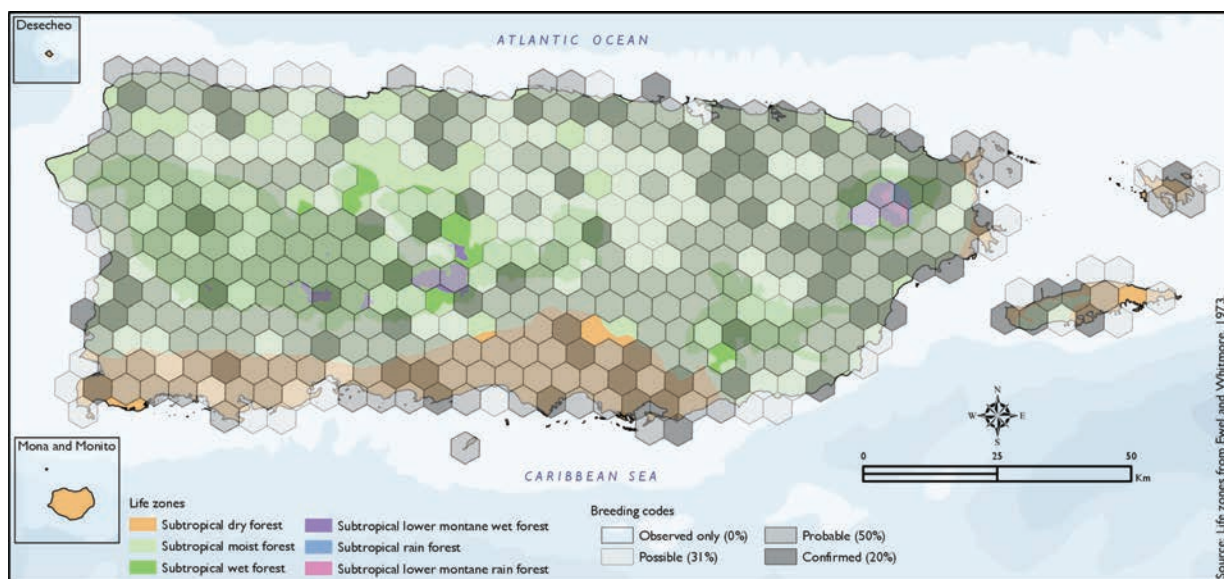 Desecheo
ATLANTIC OCEAN
N
W E
S
0 25 50
Km
Mona and Monito
CARIBBEAN SEA
Life zones
Subtropical dry forest
Subtropical moist forest
Subtropical wet forest
Subtropical lower montane wet forest
Subtropical rain forest
Subtropical lower montane rain forest
Breeding codes
Observed only (0%)
Possible (31%)
Probable (50%)
Confirmed (20%)
Source: Life zones from Ewel and Whitmore, 1973.